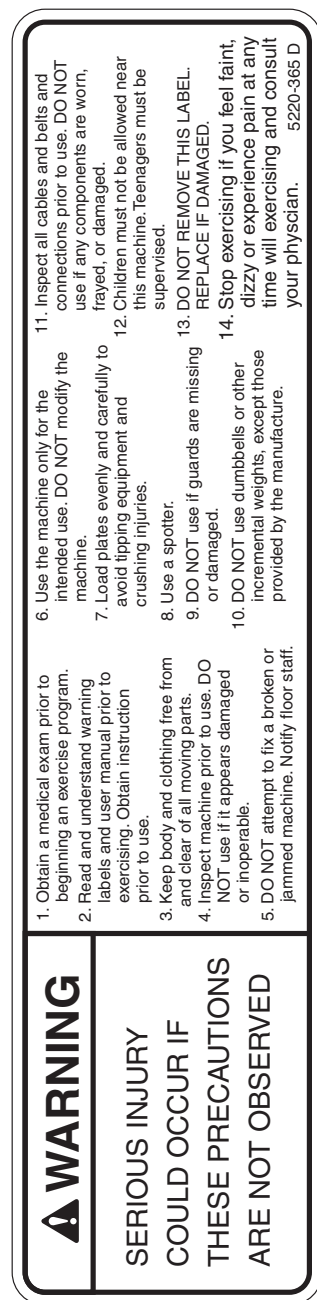 WARNING
SERIOUS INJURY
COULD OCCUR IF
THESE PRECAUTIONS
ARE NOT OBSERVED
1. Obtain a medical exam prior to
beginning an exercise program.
2. Read and understand warning
labels and user manual prior to
exercising. Obtain instruction
prior to use.
3. Keep body and clothing free from
and clear of all moving parts.
4. Inspect machine prior to use. DO
NOT use if it appears damaged
or inoperable.
5. DO NOT attempt to fix a broken or
jammed machine. Notify floor staff.
6. Use the machine only for the
intended use. DO NOT modify the
machine.
7. Load plates evenly and carefully to
avoid tipping equipment and
crushing injuries.
8. Use a spotter.
9. DO NOT use if guards are missing
or damaged.
10. DO NOT use dumbbells or other
incremental weights, except those
provided by the manufacture.
11. Inspect all cables and belts and
connections prior to use. DO NOT
use if any components are worn,
frayed, or damaged.
12. Children must not be allowed near
this machine. Teenagers must be
supervised.
13. DO NOT REMOVE THIS LABEL.
REPLACE IF DAMAGED.
14. Stop exercising if you feel faint,
dizzy or experience pain at any
time will exercising and consult
your physcian.
5220-365 D